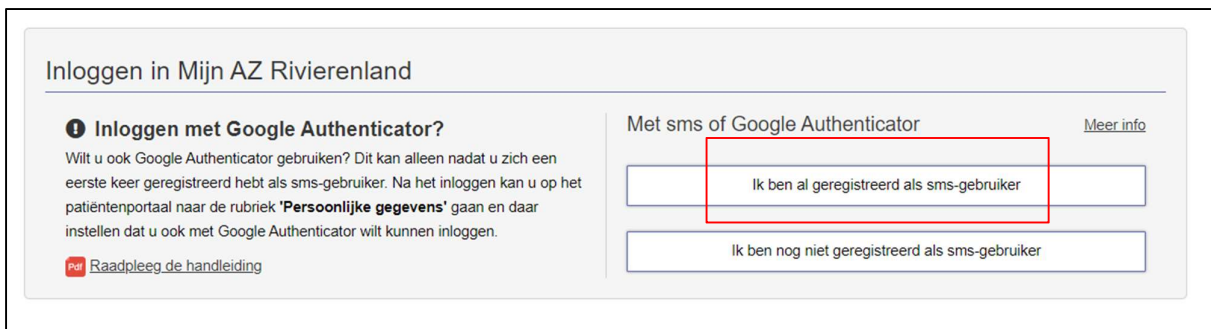 Inloggen in Mijn AZ Rivierenland
Inloggen met Google Authenticator?
Wilt u ook Google Authenticator gebruiken? Dit kan alleen nadat u zich een
eerste keer geregistreerd hebt als sms-gebruiker. Na het inloggen kan u op het
patiëntenportaal naar de rubriek 'Persoonlijke gegevens' gaan en daar
instellen dat u ook met Google Authenticator wilt kunnen inloggen.
Pdf Raadpleeg de handleiding
Met sms of Google Authenticator
Meer info
Ik ben al geregistreerd als sms-gebruiker
Ik ben nog niet geregistreerd als sms-gebruiker